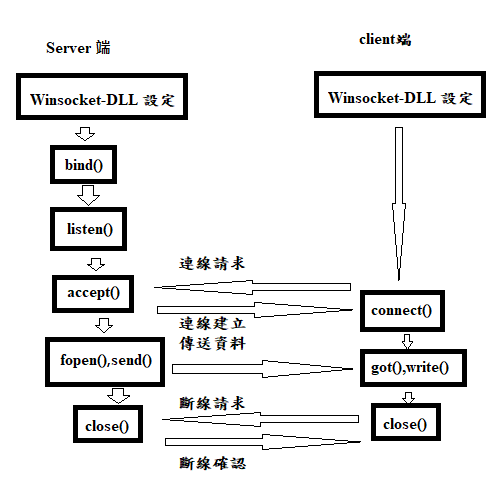 Server 端
client端
Winsocket-DLL 設定
Winsocket-DLL 設定
bind()
listen()
連線請求
accept()
connect()
連線建立
傳送資料
fopen(),send()
got(),write()
斷線請求
close()
close()
斷線確認